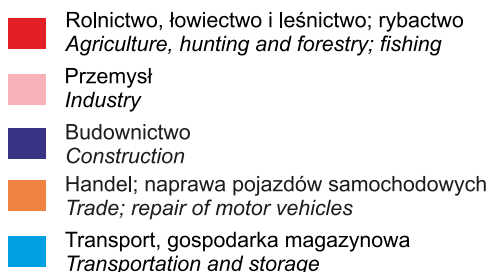 Rolnictwo, łowiectwo i leśnictwo; rybactwo
Agriculture, hunting and forestry; fishing
Przemysł
Industry
Budownictwo
Construction
Handel; naprawa pojazdów samochodowych
Trade; repair of motor vehicles
Transport, gospodarka magazynowa
Transportation and storage